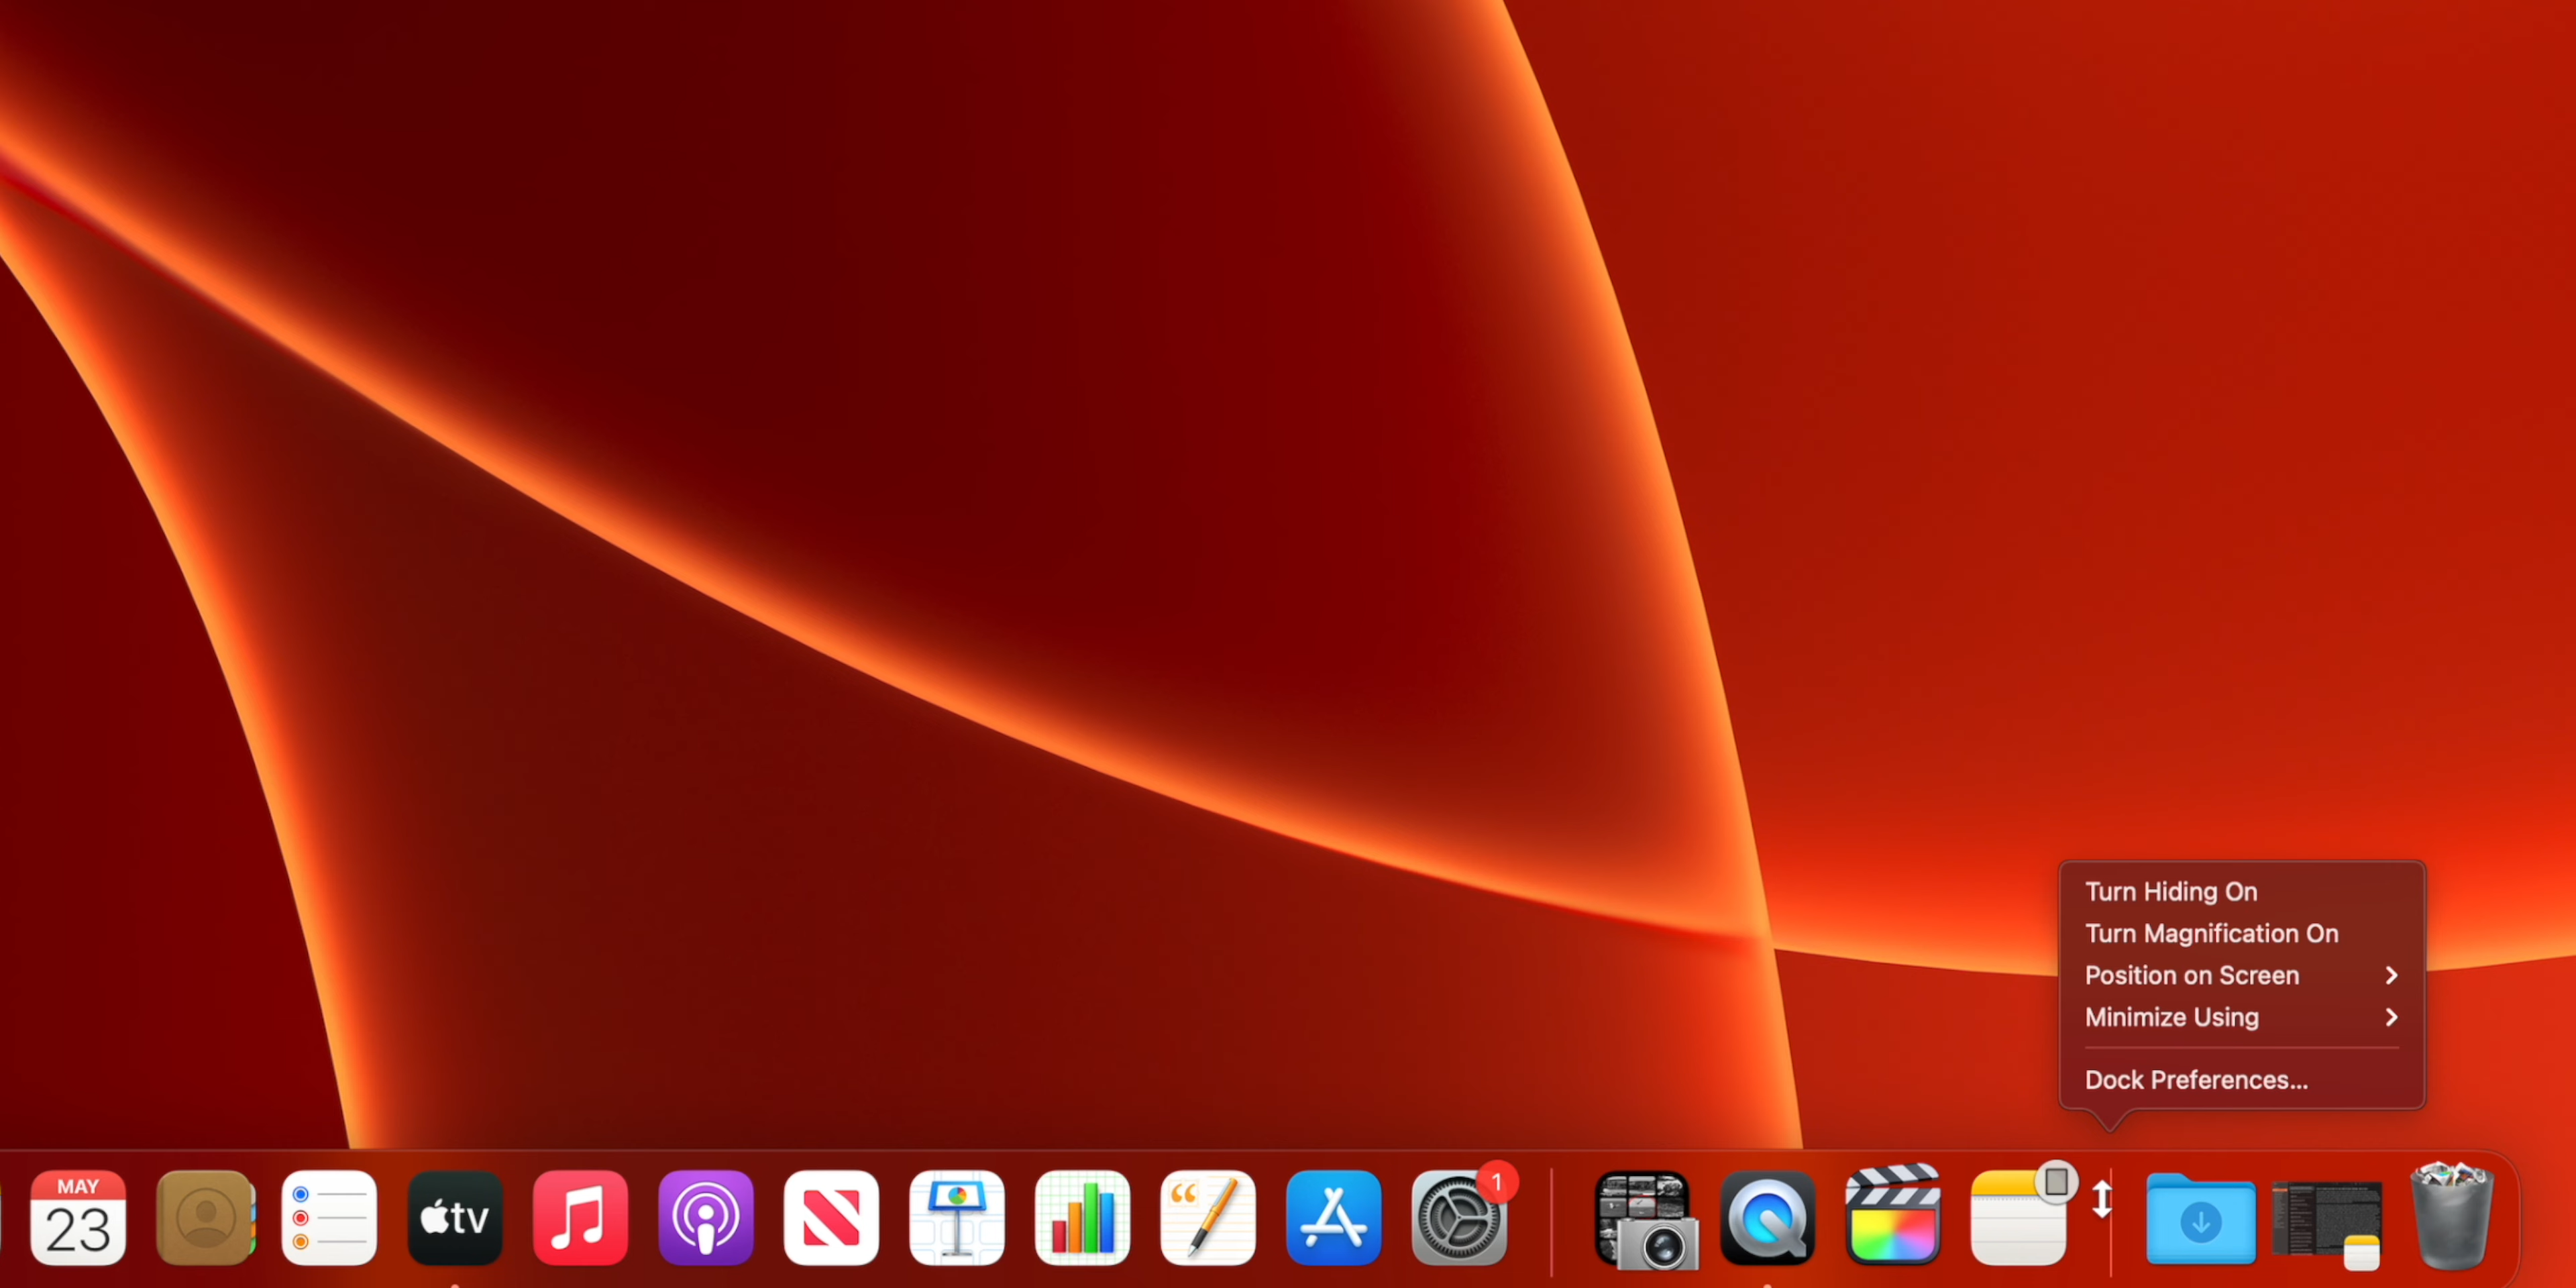 Turn Hiding On
Turn Magnification On
Position on Screen
Minimize Using
Dock Preferences...
MAY
23
tv
1